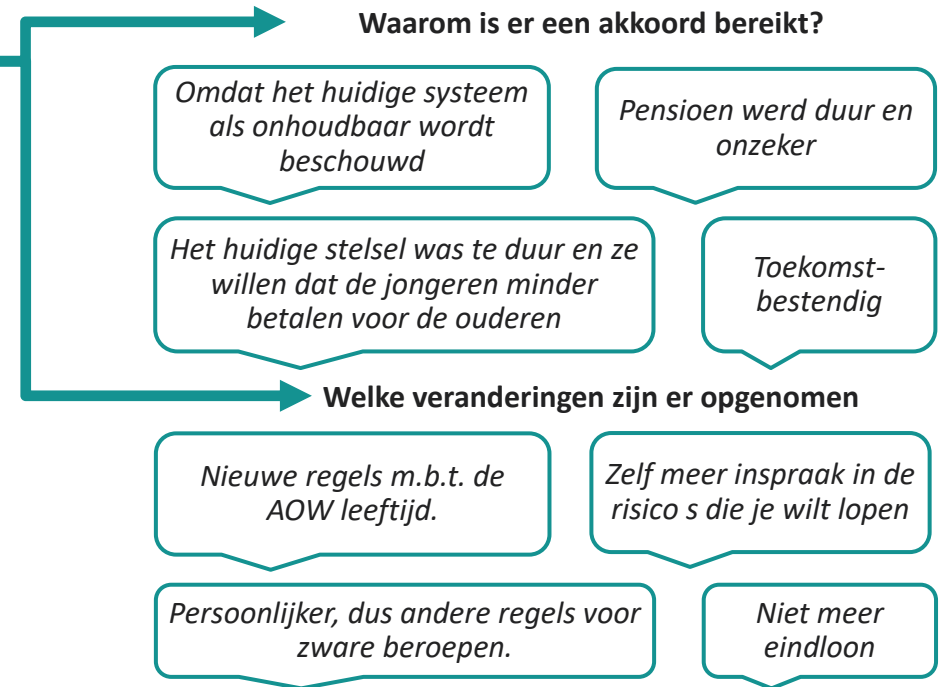 Waarom is er een akkoord bereikt?
Omdat het huidige systeem
als onhoudbaar wordt
beschouwd
Pensioen werd duur en
onzeker
Het huidige stelsel was te duur en ze
willen dat de jongeren minder
betalen voor de ouderen
Toekomst-
bestendig
Welke veranderingen zijn er opgenomen
Nieuwe regels m.b.t. de
AOW leeftijd.
Zelf meer inspraak in de
risico s die je wilt lopen
Persoonlijker, dus andere regels voor
zware beroepen.
Niet meer
eindloon